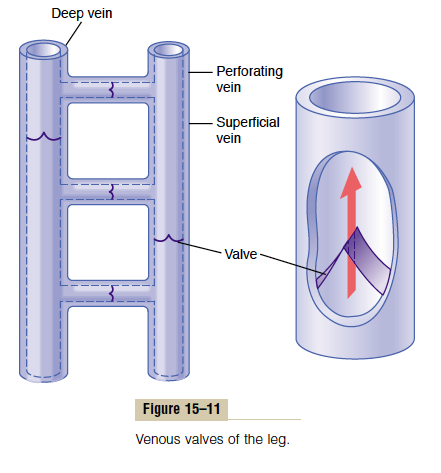 Deep vein
Perforating
vein
Superficial
vein
Valve
Figure 15–11
Venous valves of the leg.